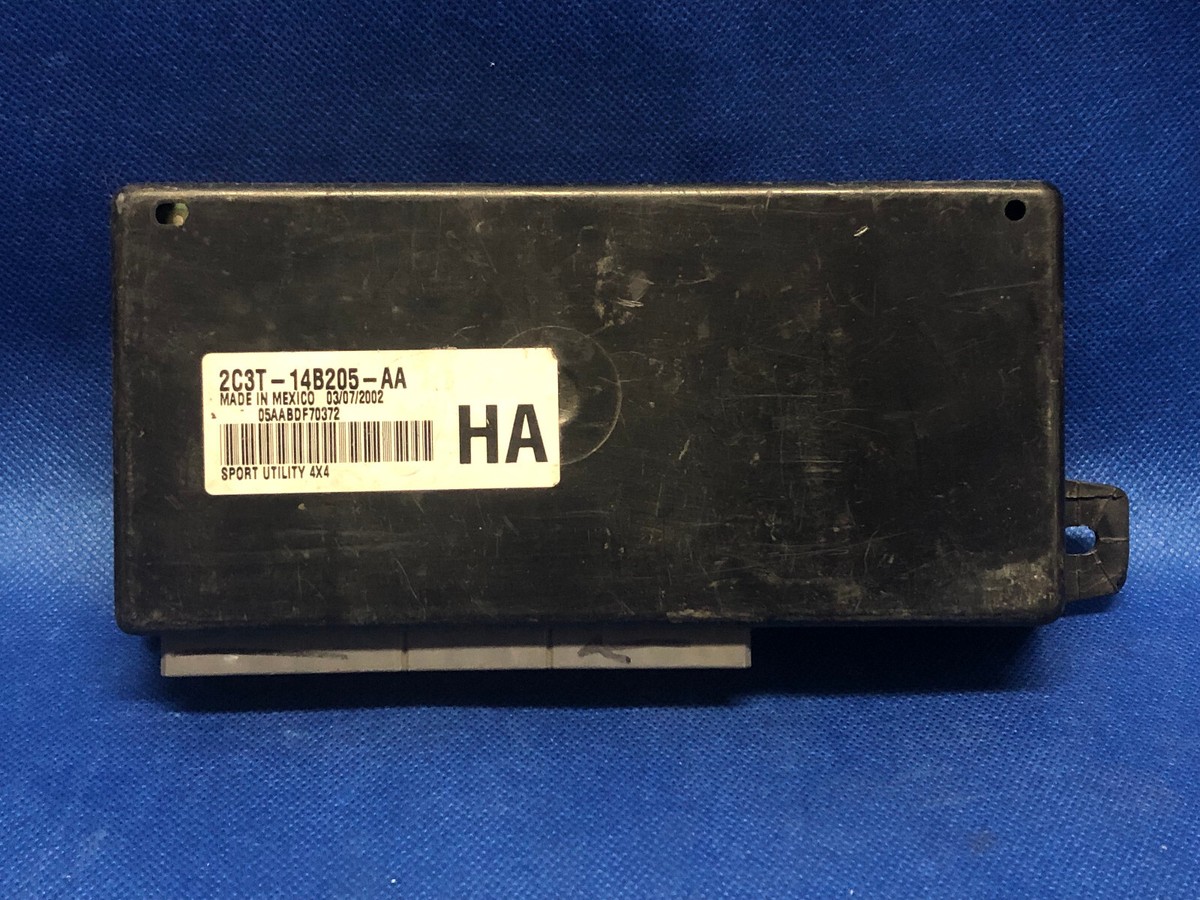 2C3T-14B205-AA
MADE IN MEXICO 03/07/2002
05AABDF70372
HA
SPORT UTILITY 4X4